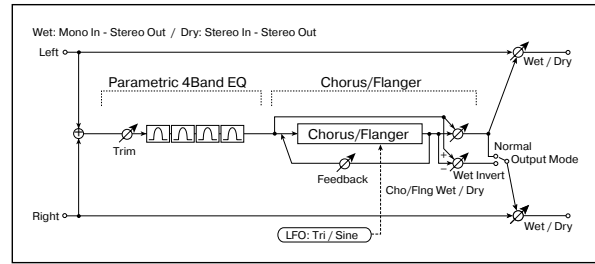 Wet: Mono In - Stereo Out / Dry: Stereo In - Stereo Out
Left
Wet / Dry
Parametric 4Band EQ
Chorus/Flanger
Chorus/Flanger
Trim
+
−
Normal
Output Mode
Wet Invert
Feedback
Cho/Flng Wet / Dry
Right
LFO: Tri / Sine
Wet / Dry